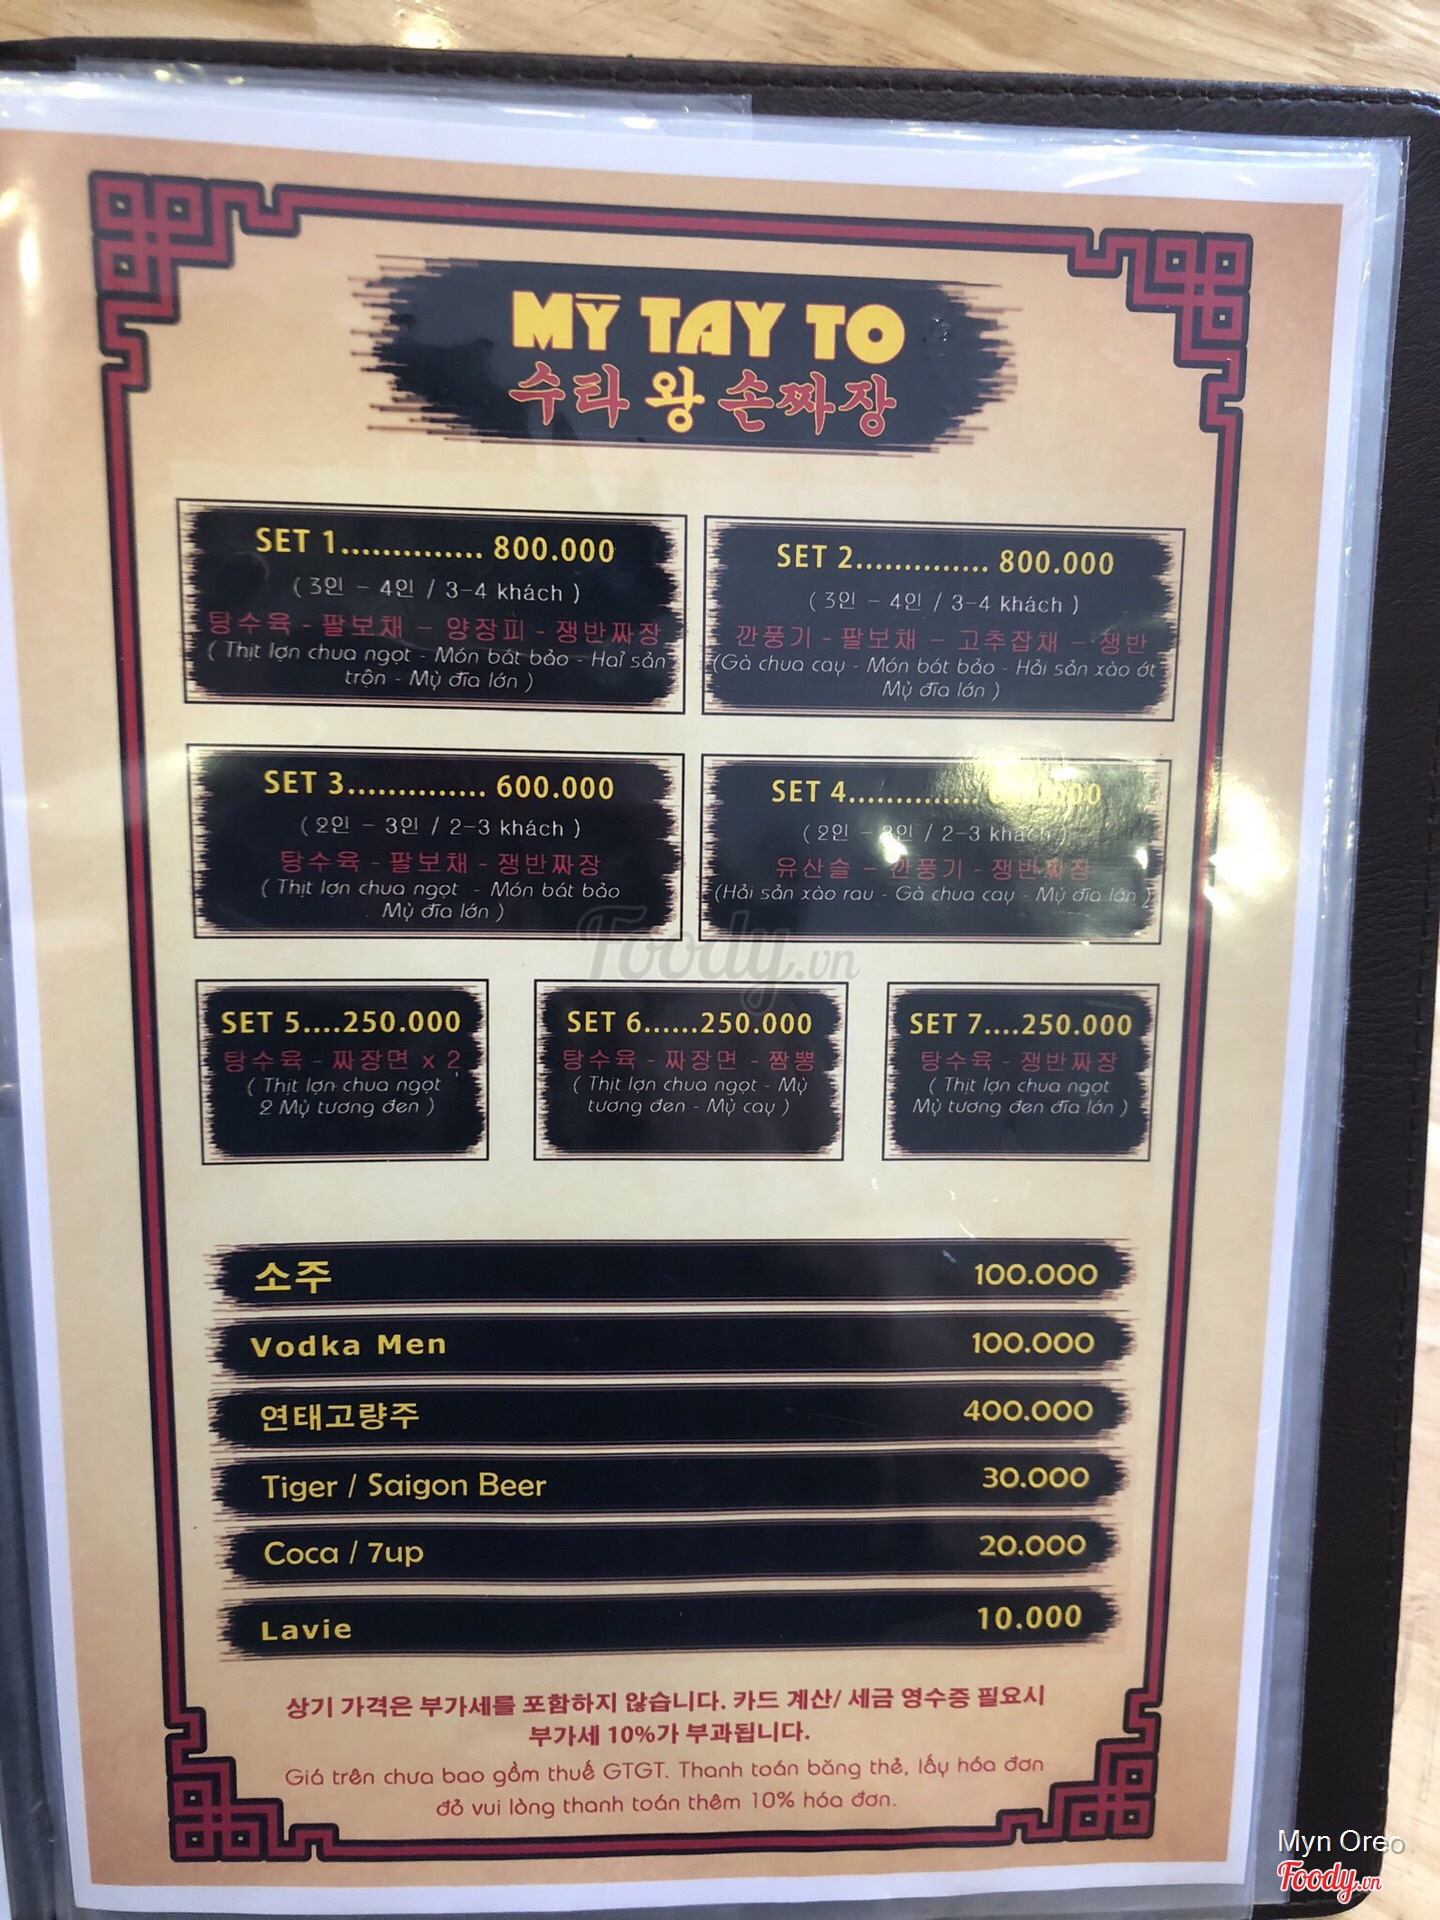 MỲ TAY TO
수타 왕 손짜장
SET 1.............. 800.000
( 3인 - 4인 / 3-4 khách )
탕수육 - 팔보채 - 양장피 - 쟁반짜장
( Thịt lợn chua ngọt - Món bát bảo - Haỉ sản
trộn - Mỳ đĩa lớn )
SET 2............. 800.000
( 3인 - 4인 / 3-4 khách )
깐풍기 - 팔보채 - 고추잡채 - 쟁반
(Gà chua cay - Món bát bảo - Hải sản xào ớt
Mỳ đĩa lớn )
SET 3.............. 600.000
( 2인 - 3인 / 2-3 khách )
탕수육 - 팔보채 - 쟁반짜장
( Thịt lợn chua ngọt - Món bát bảo
Mỳ đĩa lớn )
SET 4.............
( 2인 - 3인 / 2-3 khách )
유산슬 - 깐풍기 - 쟁반짜장
(Hải sản xào rau - Gà chua cay - Mỳ đĩa lớn )
SET 5....250.000
탕수육 - 짜장면 x 2
( Thịt lợn chua ngọt
2 Mỳ tương đen )
SET 6......250.000
탕수육 - 짜장면 - 짬뽕
( Thịt lợn chua ngọt - Mỳ
tương đen - Mỳ cay )
SET 7....250.000
탕수육 - 쟁반짜장
( Thịt lợn chua ngọt
Mỳ tương đen đĩa lớn )
소주 100.000
Vodka Men 100.000
연태고량주 400.000
Tiger / Saigon Beer 30.000
Coca / 7up 20.000
Lavie 10.000
상기 가격은 부가세를 포함하지 않습니다. 카드 계산/ 세금 영수증 필요시
부가세 10%가 부과됩니다.
Giá trên chưa bao gồm thuế GTGT. Thanh toán bằng thẻ, lấy hóa đơn
đỏ vui lòng thanh toán thêm 10% hóa đơn.
Foody.vn
Myn Oreo
Foody.vn